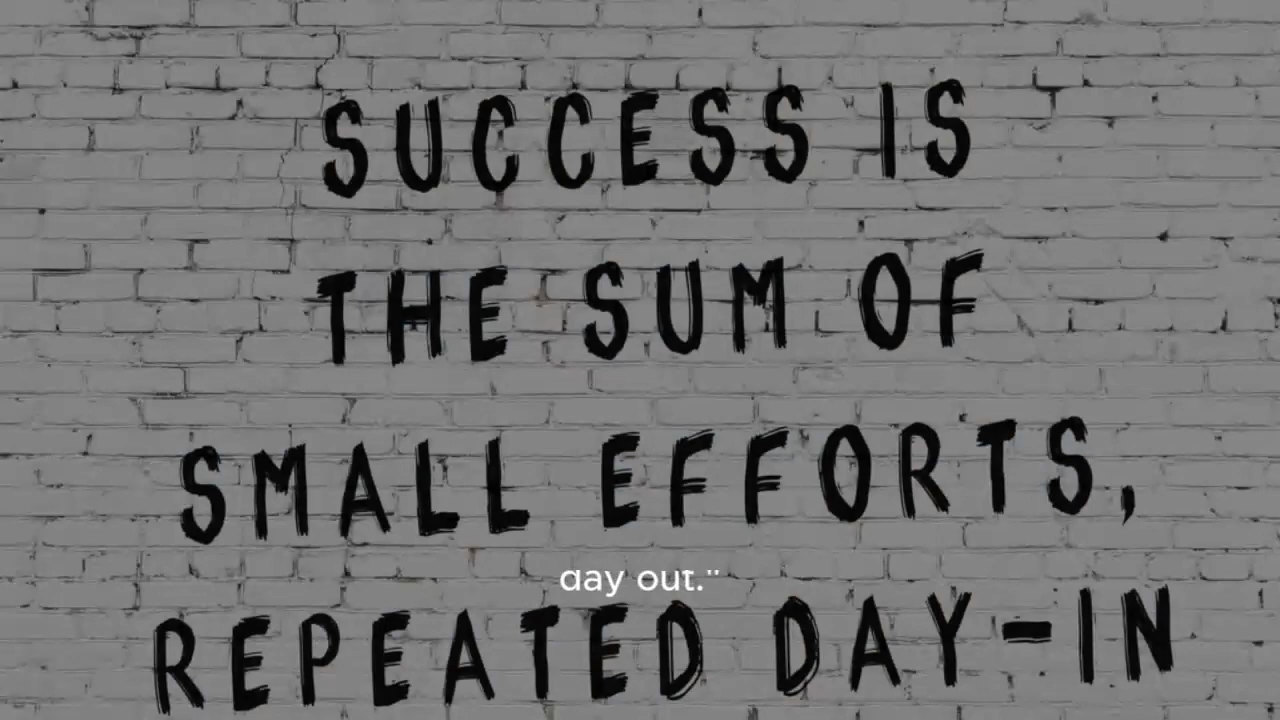 SUCCESS IS
THE SUM OF
SMALL EFFORTS,
day out."
REPEATED DAY-IN